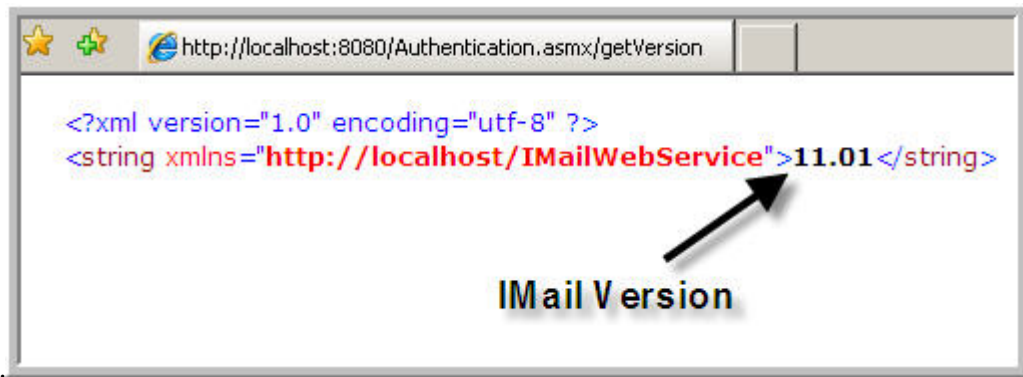 http://localhost:8080/Authentication.asmx/getVersion
<?xml version="1.0" encoding="utf-8" ?>
<string xmlns="http://localhost/IMailWebService">11.01</string>
IMail Version
.